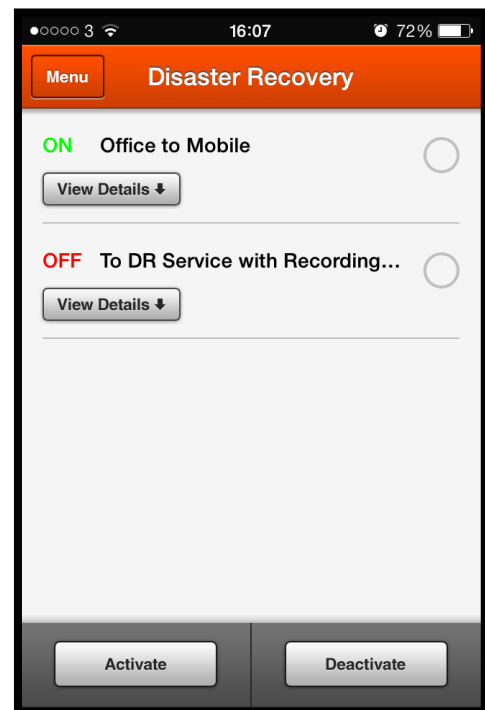 3 16:07 72%
Menu Disaster Recovery
ON Office to Mobile
View Details
OFF To DR Service with Recording...
View Details
Activate Deactivate